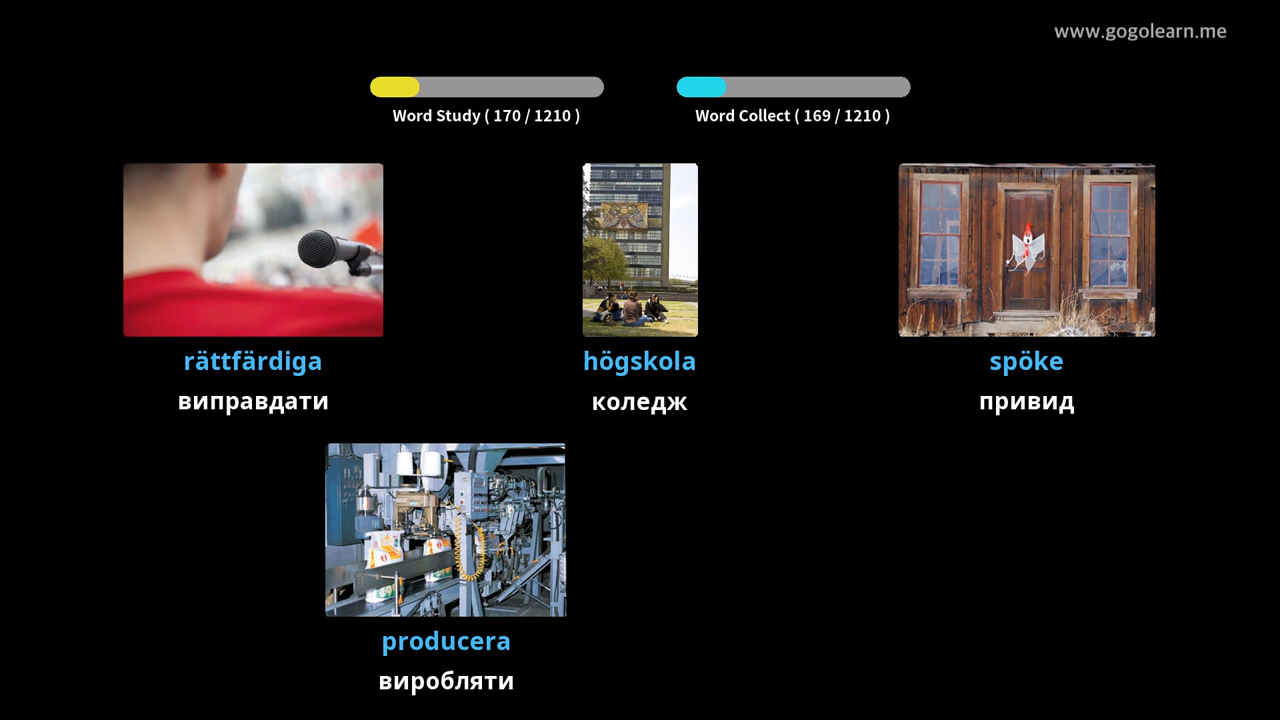 www.gogolearn.me
Word Study ( 170 / 1210 )
Word Collect ( 169 / 1210 )
rättfärdiga
виправдати
högskola
коледж
spöke
привид
producera
виробляти